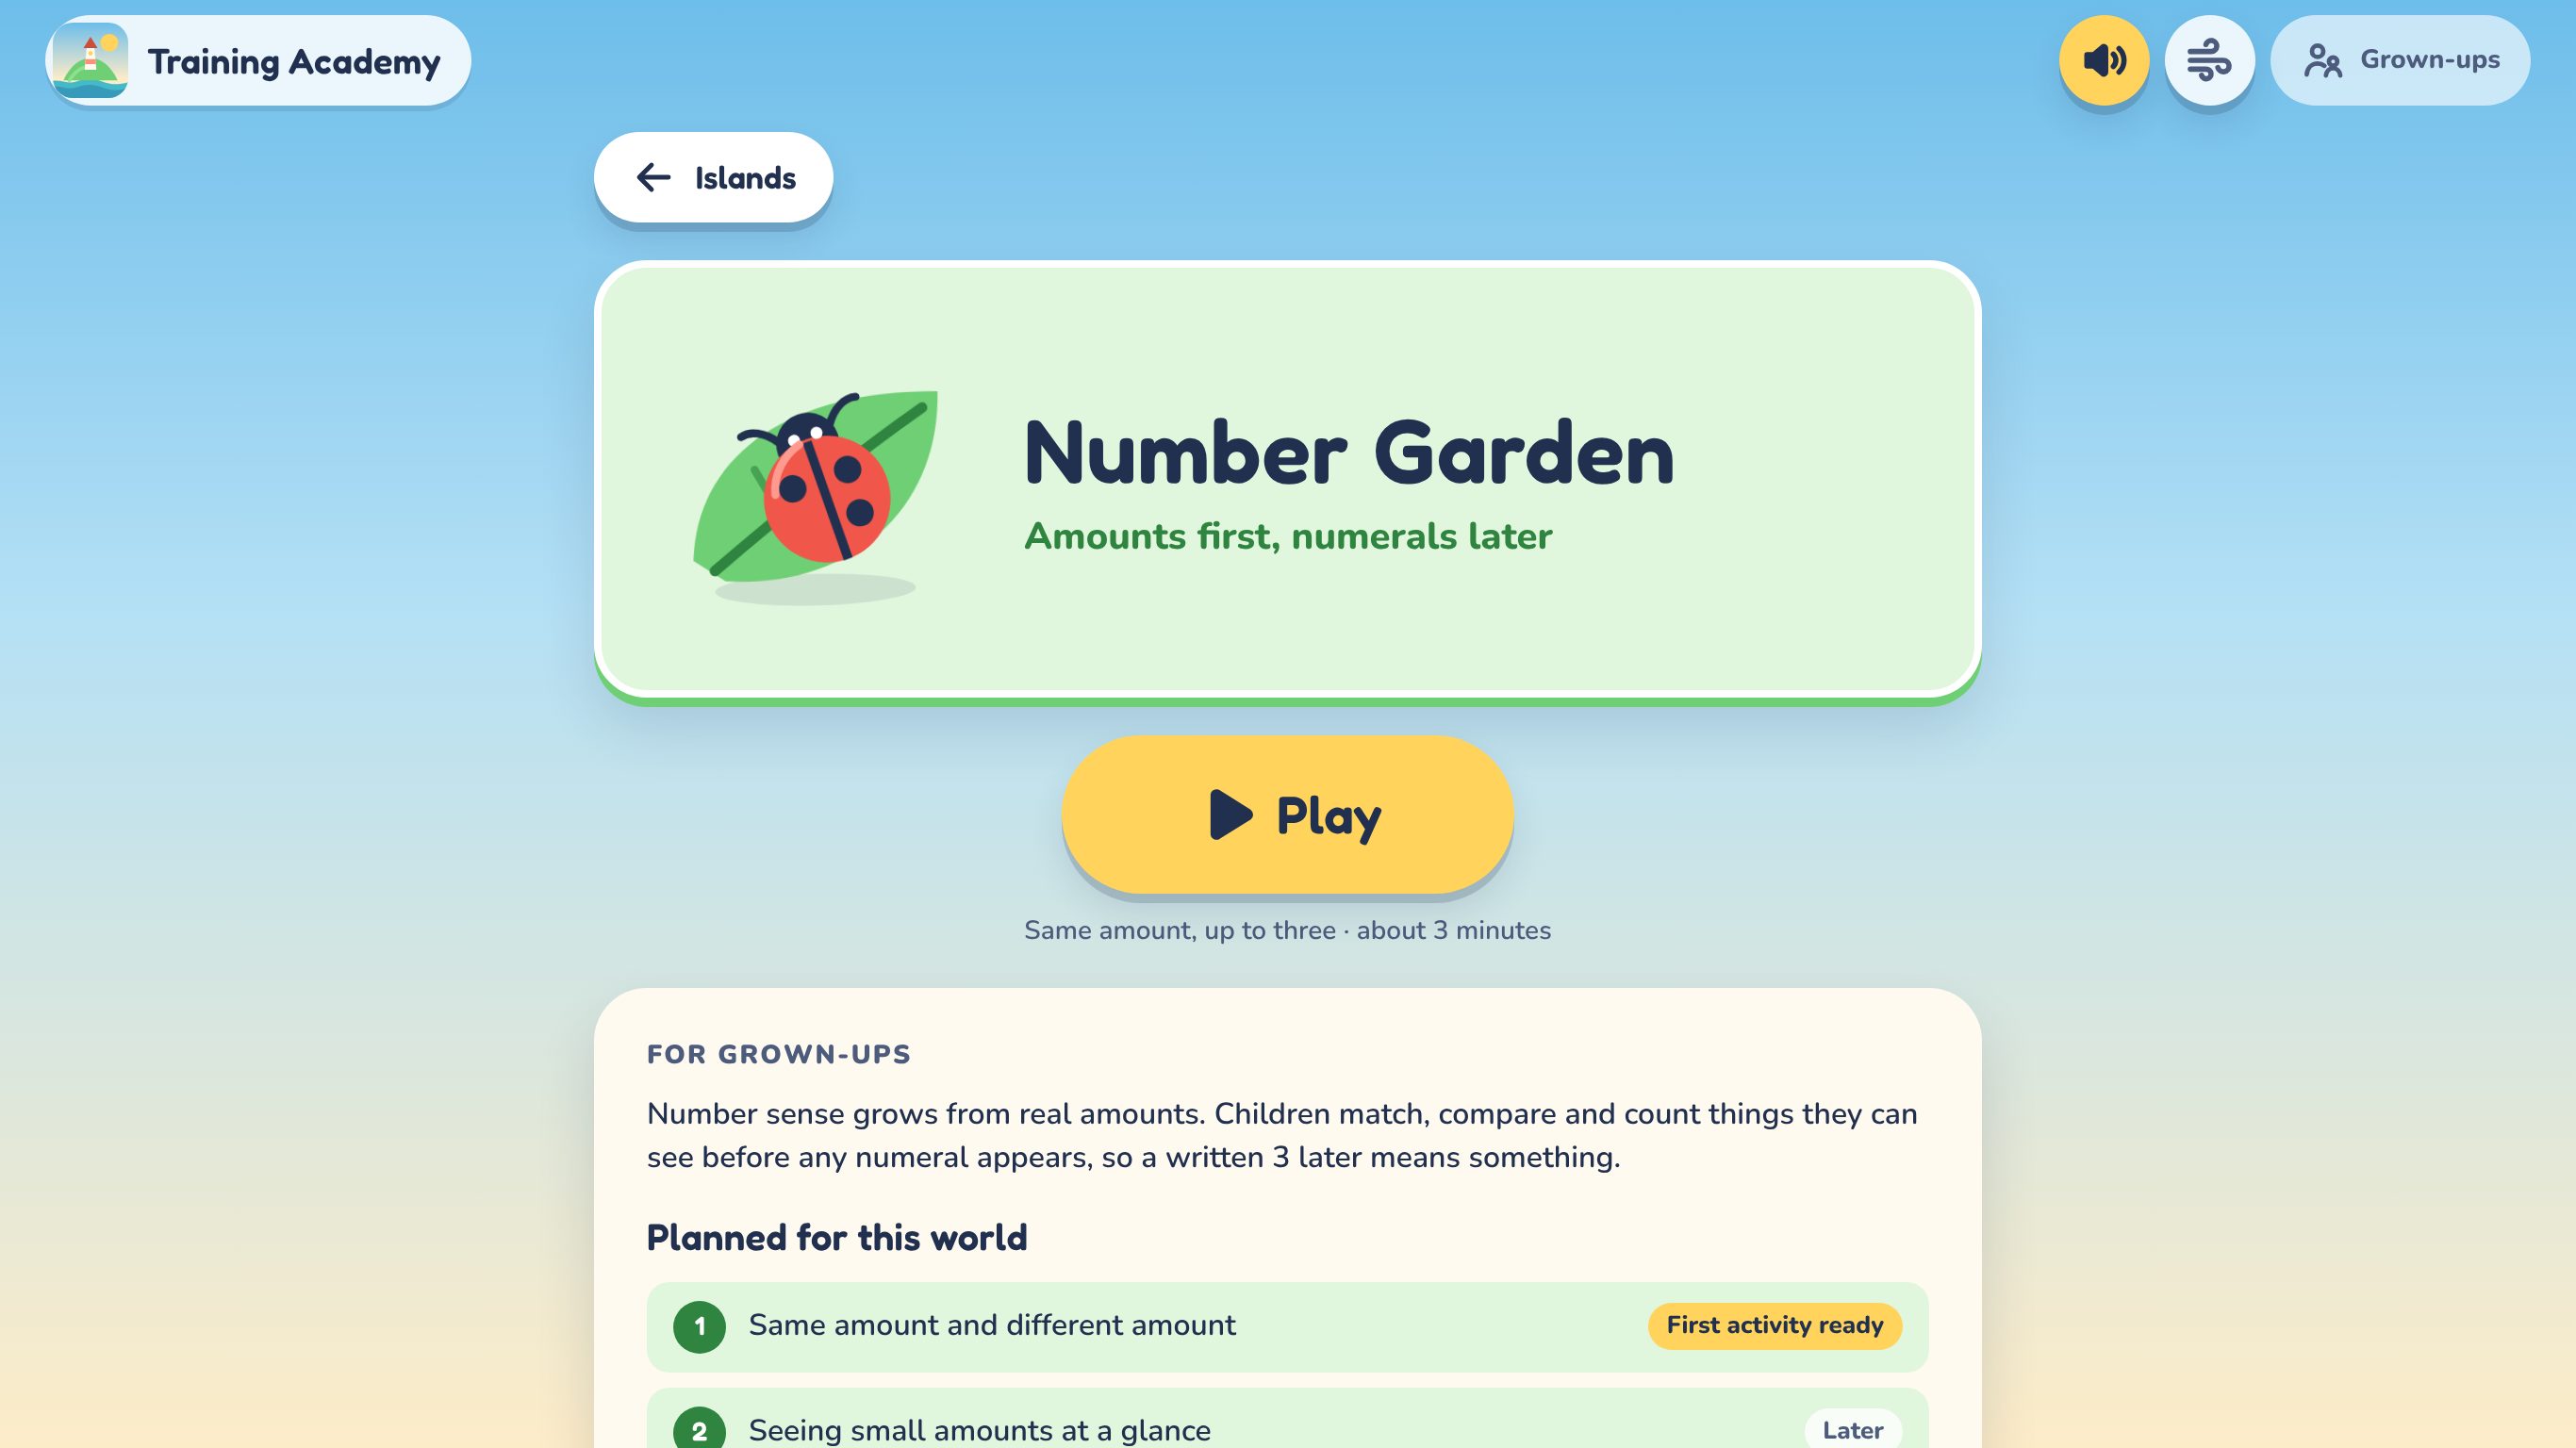 Training Academy
Grown-ups
Islands
Number Garden
Amounts first, numerals later
Play
Same amount, up to three · about 3 minutes
FOR GROWN-UPS
Number sense grows from real amounts. Children match, compare and count things they can
see before any numeral appears, so a written 3 later means something.
Planned for this world
1 Same amount and different amount First activity ready
2 Seeing small amounts at a glance Later